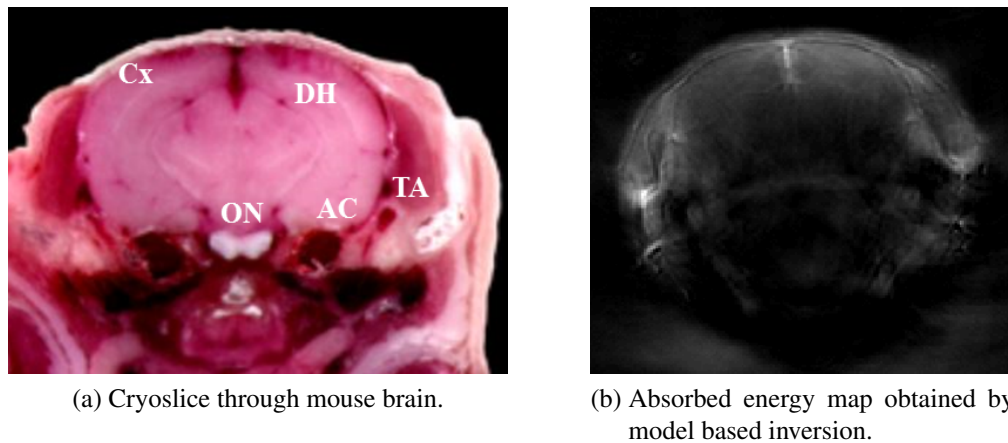 Cx
DH
TA
ON
AC
(a) Cryoslice through mouse brain.
(b) Absorbed energy map obtained by
model based inversion.